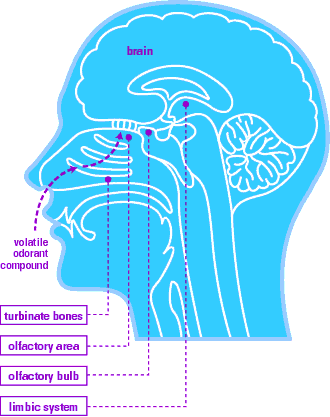 brain
volatile
odorant
compound
turbinate bones
olfactory area
olfactory bulb
limbic system